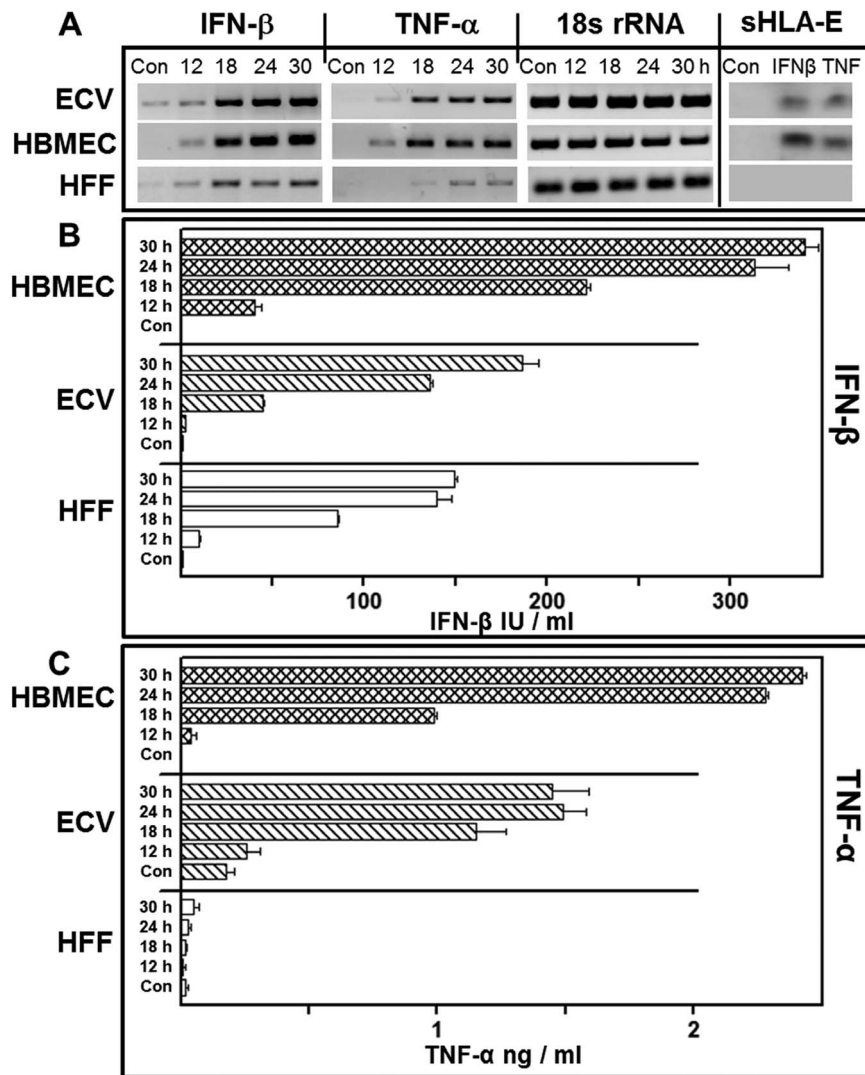 A IFN-β TNF-α 18s rRNA sHLA-E
Con 12 18 24 30 Con 12 18 24 30 Con 12 18 24 30 h Con IFNβ TNF
ECV
HBMEC
HFF
B
HBMEC
30 h
24 h
18 h
12 h
Con
ECV
30 h
24 h
18 h
12 h
Con
HFF
30 h
24 h
18 h
12 h
Con
IFN-β
100 200 300
IFN-β IU / ml
C
HBMEC
30 h
24 h
18 h
12 h
Con
ECV
30 h
24 h
18 h
12 h
Con
HFF
30 h
24 h
18 h
12 h
Con
TNF-α
1 2
TNF-α ng / ml